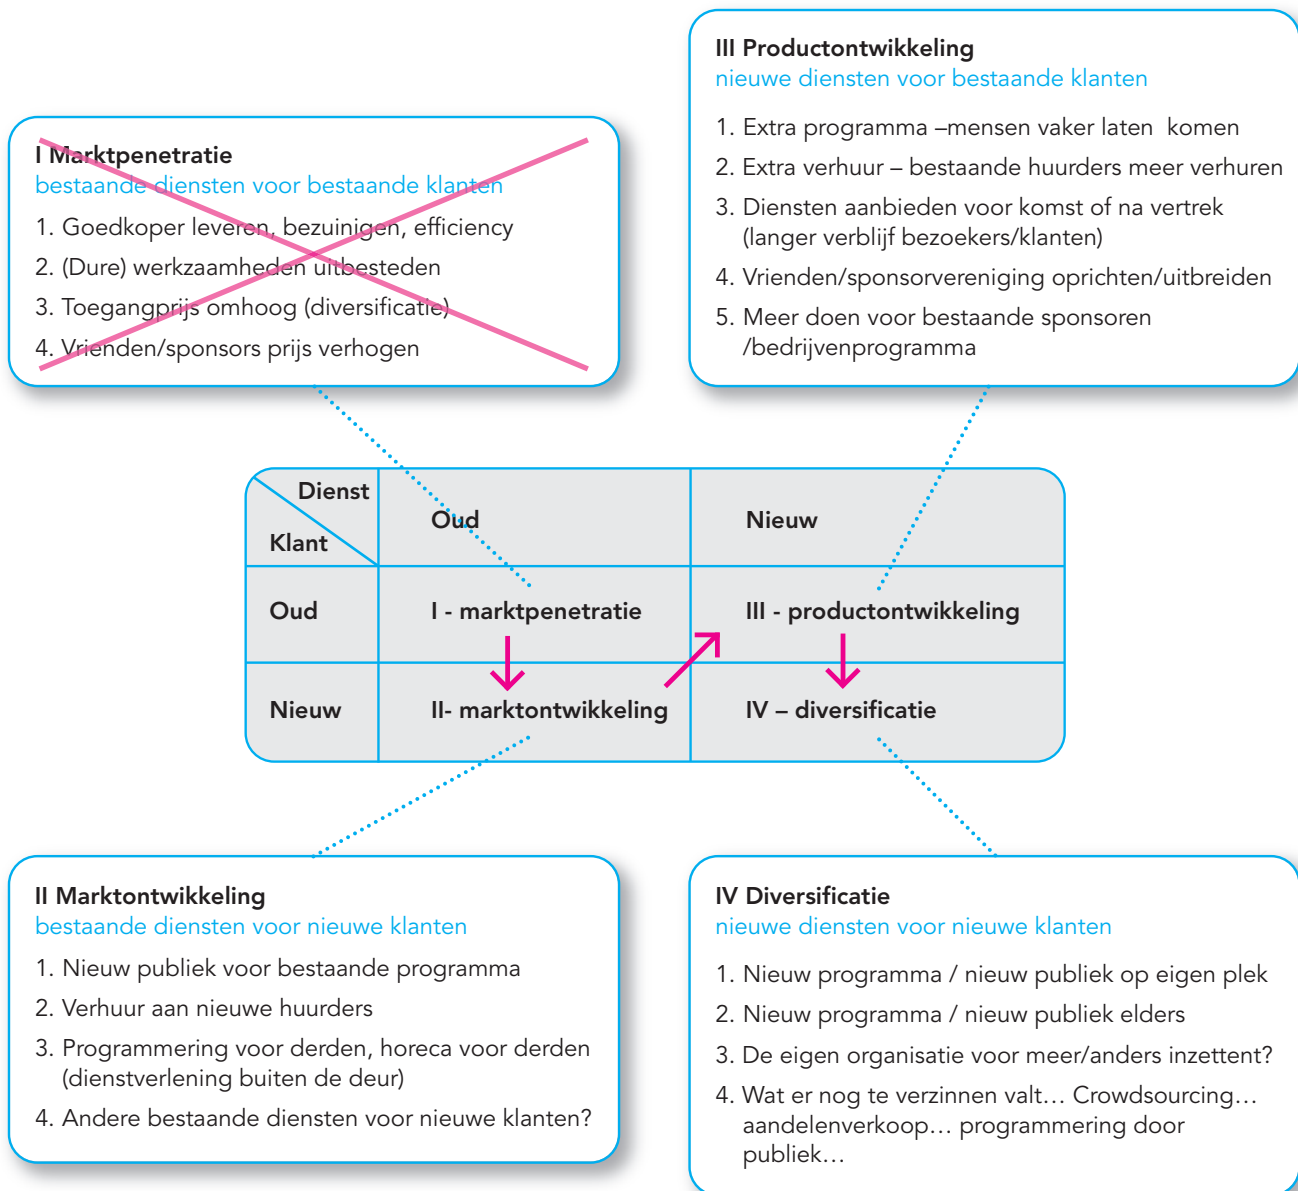 I Marktpenetratie
bestaande diensten voor bestaande klanten
1. Goedkoper leveren, bezuinigen, efficiency
2. (Dure) werkzaamheden uitbesteden
3. Toegangprijs omhoog (diversificatie)
4. Vrienden/sponsors prijs verhogen
III Productontwikkeling
nieuwe diensten voor bestaande klanten
1. Extra programma –mensen vaker laten komen
2. Extra verhuur – bestaande huurders meer verhuren
3. Diensten aanbieden voor komst of na vertrek
(langer verblijf bezoekers/klanten)
4. Vrienden/sponsorvereniging oprichten/uitbreiden
5. Meer doen voor bestaande sponsoren
/bedrijvenprogramma
Dienst
Klant
Oud
Nieuw
Oud
I - marktpenetratie
III - productontwikkeling
Nieuw
II- marktontwikkeling
IV – diversificatie
II Marktontwikkeling
bestaande diensten voor nieuwe klanten
1. Nieuw publiek voor bestaande programma
2. Verhuur aan nieuwe huurders
3. Programmering voor derden, horeca voor derden
(dienstverlening buiten de deur)
4. Andere bestaande diensten voor nieuwe klanten?
IV Diversificatie
nieuwe diensten voor nieuwe klanten
1. Nieuw programma / nieuw publiek op eigen plek
2. Nieuw programma / nieuw publiek elders
3. De eigen organisatie voor meer/anders inzettent?
4. Wat er nog te verzinnen valt… Crowdsourcing…
aandelenverkoop… programmering door
publiek…